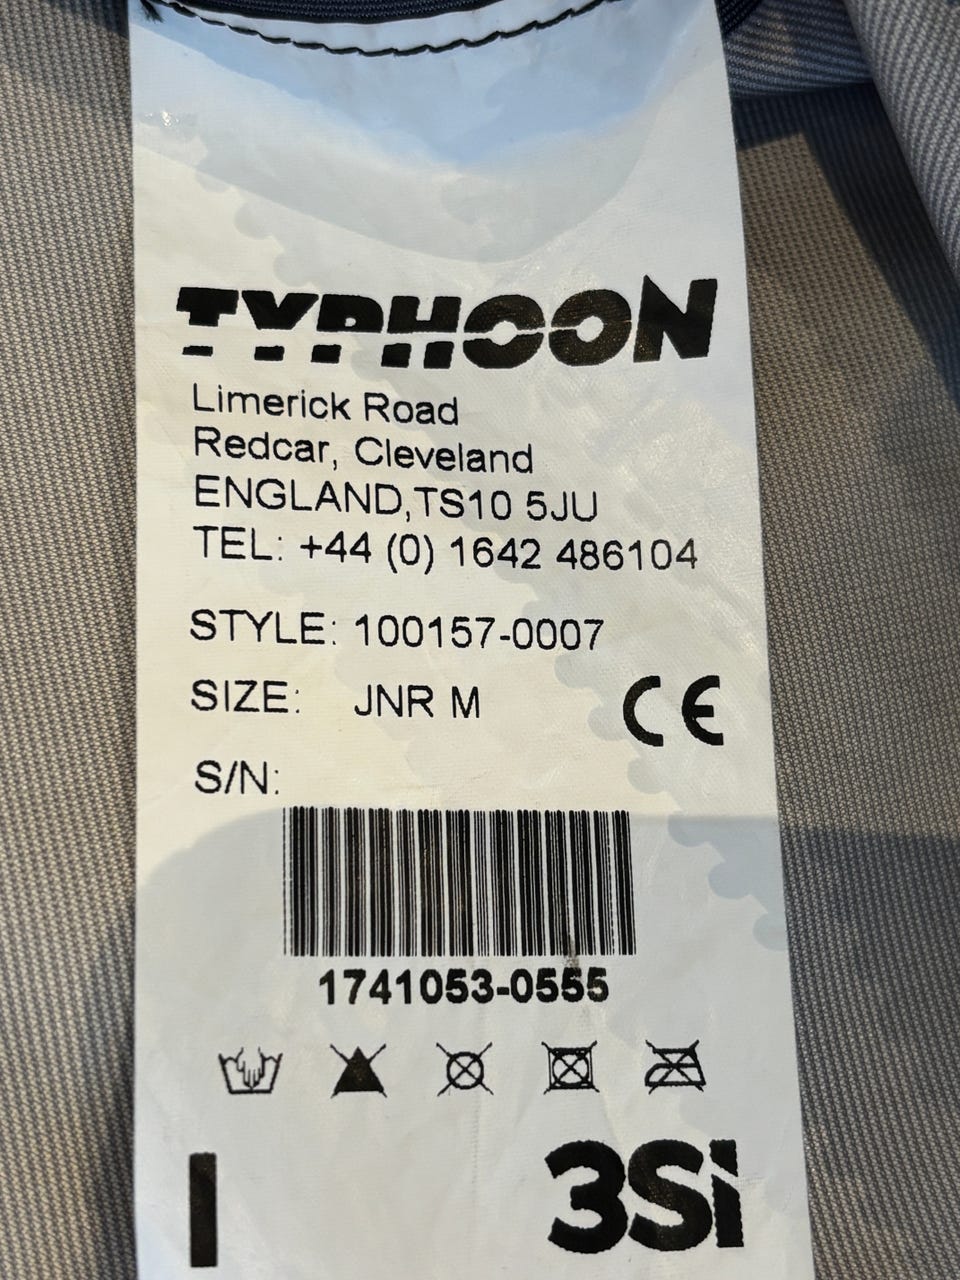 TYPHOON
Limerick Road
Redcar, Cleveland
ENGLAND,TS10 5JU
TEL: +44 (0) 1642 486104
STYLE: 100157-0007
SIZE: JNR M
CE
S/N:
1741053-0555
I 3Si